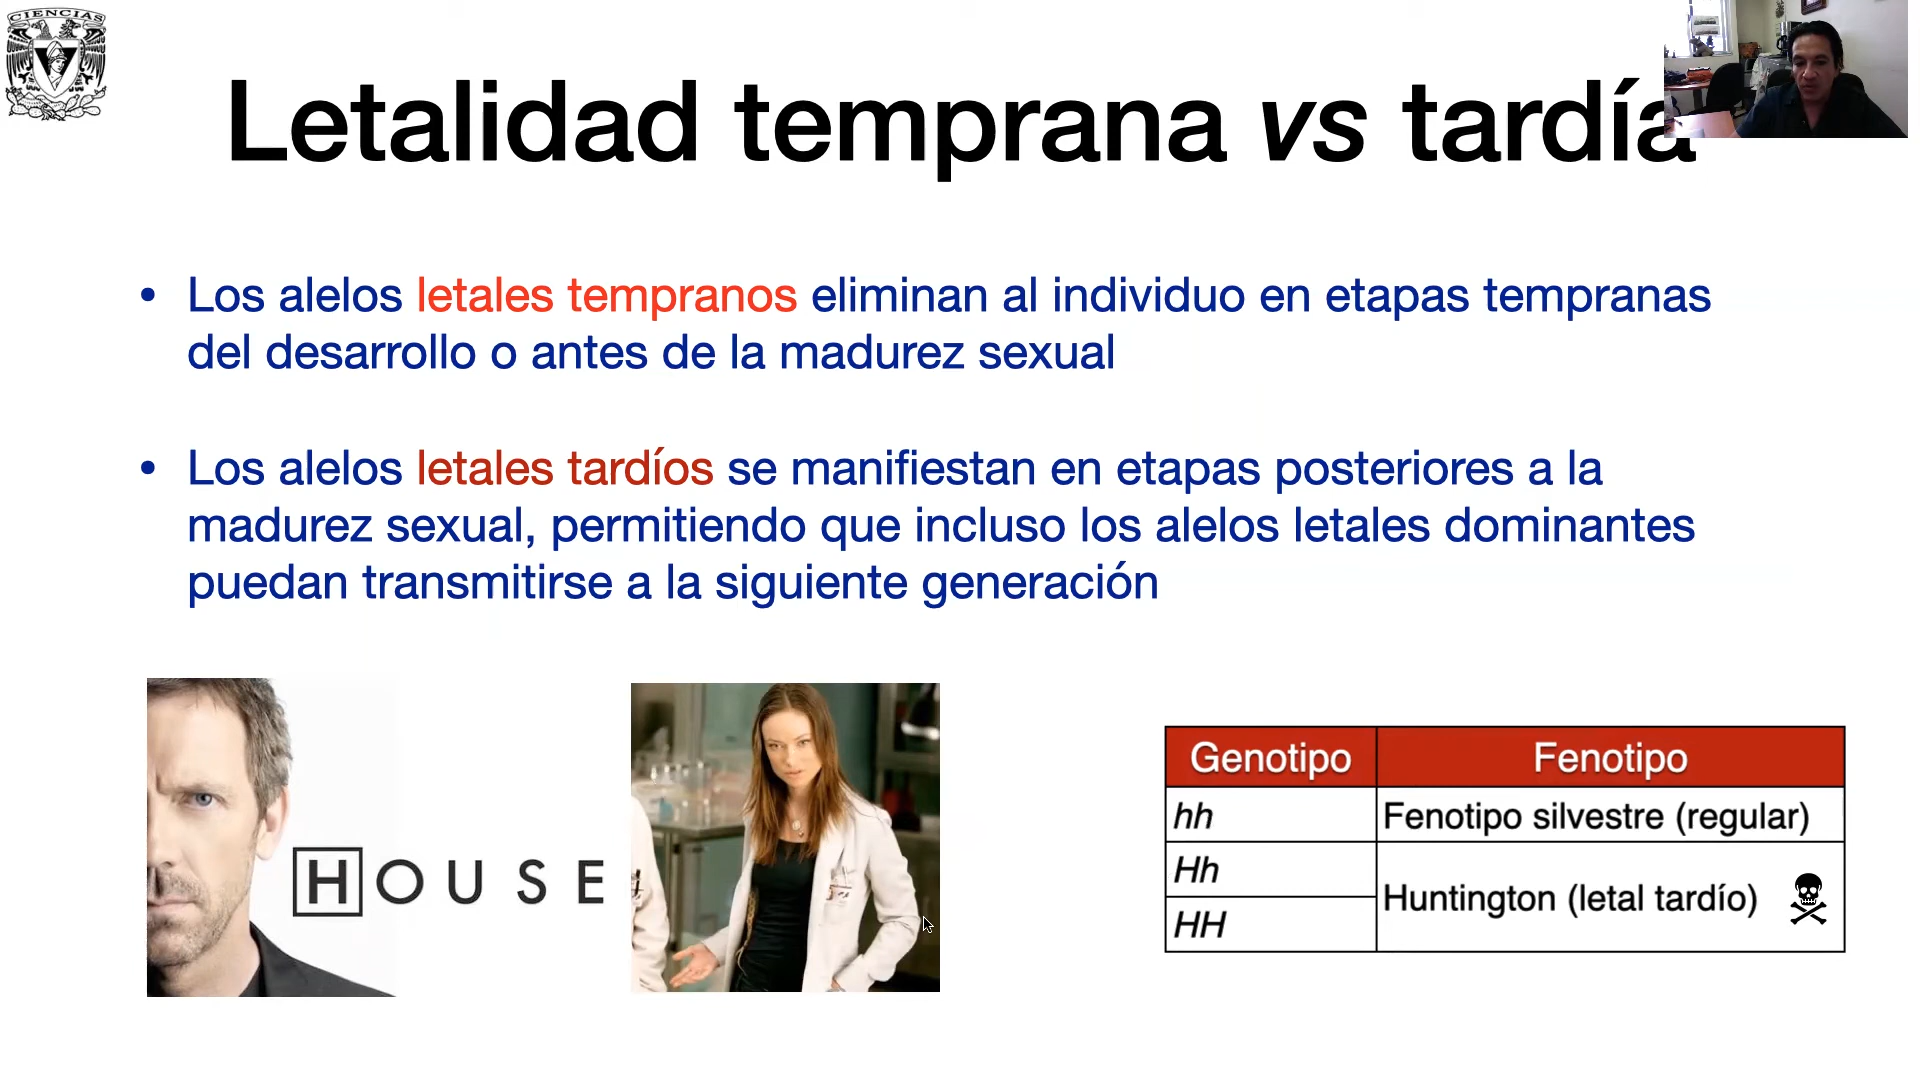 CIENCIAS
Letalidad temprana vs tardía
• Los alelos letales tempranos eliminan al individuo en etapas tempranas
del desarrollo o antes de la madurez sexual
• Los alelos letales tardíos se manifiestan en etapas posteriores a la
madurez sexual, permitiendo que incluso los alelos letales dominantes
puedan transmitirse a la siguiente generación
HOUSE
Genotipo Fenotipo
hh Fenotipo silvestre (regular)
Hh
Huntington (letal tardío)
HH